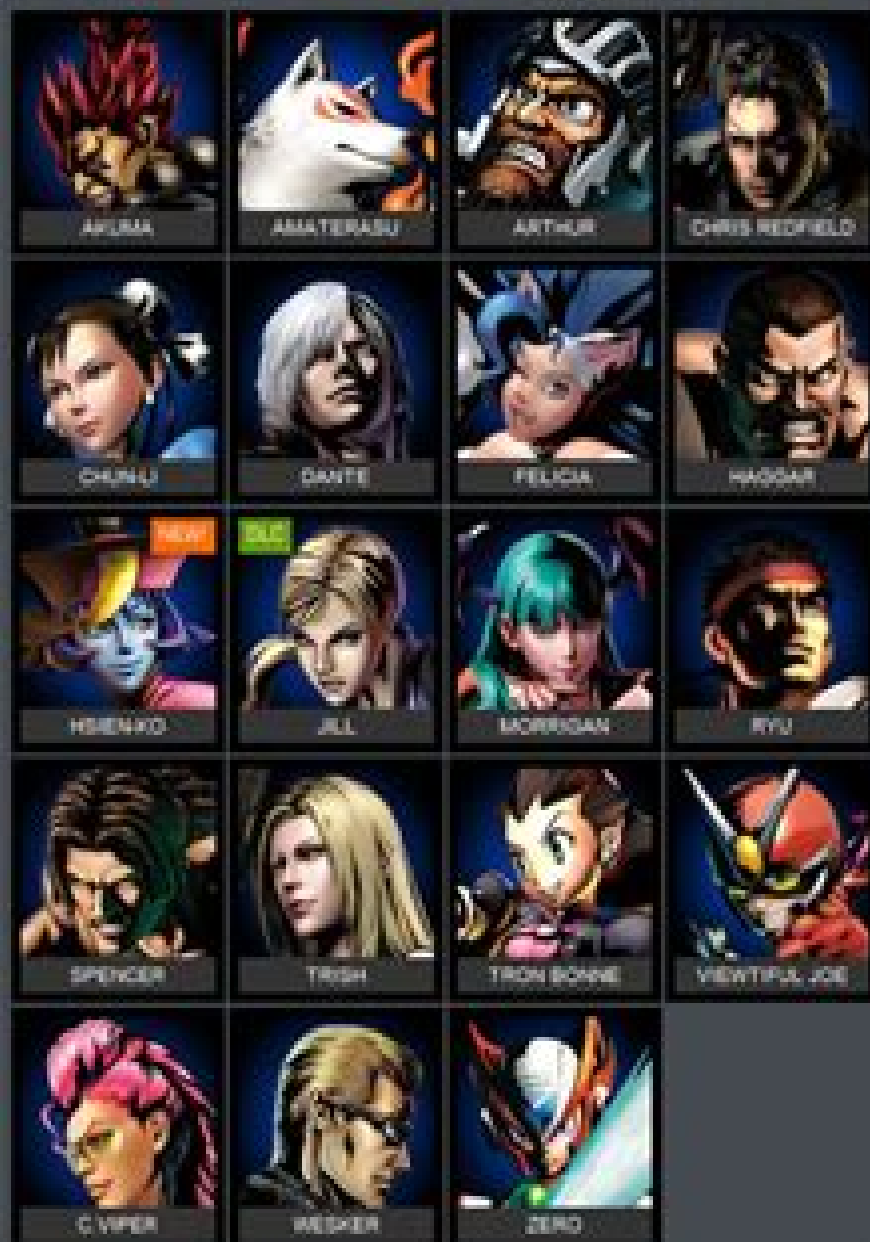 AKUMA
AMATERASU
ARTHUR
CHRIS REDFIELD
CHUN-LI
DANTE
FELICIA
HAGGAR
NEW!
HSIEN-KO
DLC
JILL
MORRIGAN
RYU
SPENCER
TRISH
TRON BONNE
VIEWTIFUL JOE
C.VIPER
WESKER
ZERO